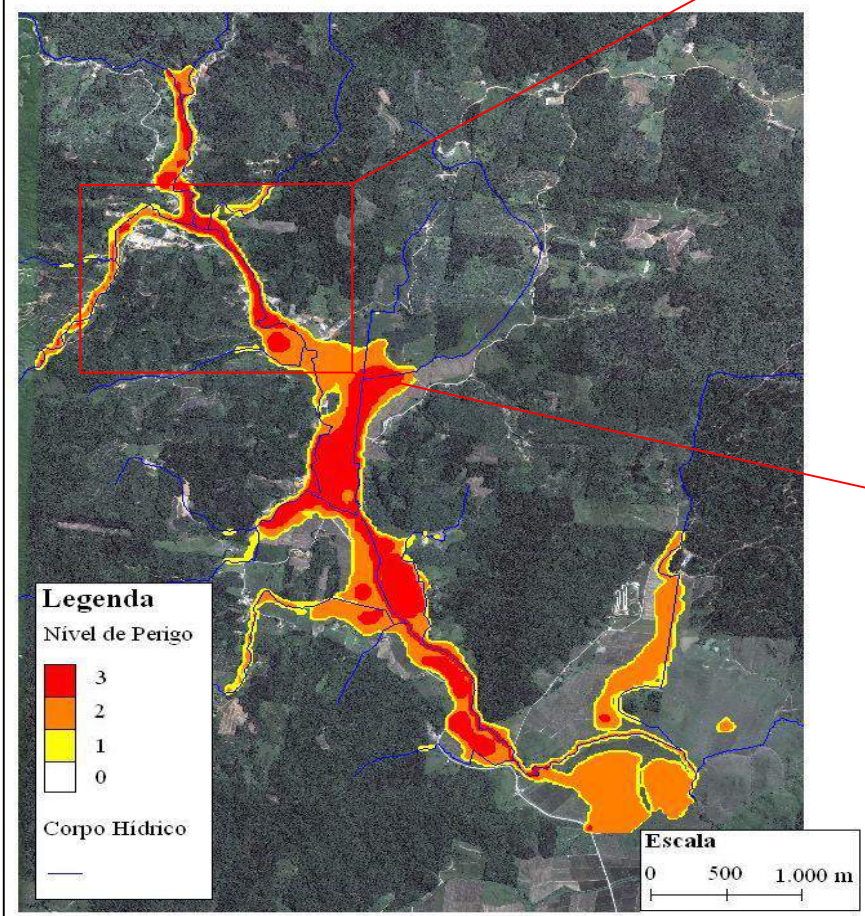 Legenda
Nível de Perigo
3
2
1
0
Corpo Hídrico
Escala
0 500 1.000 m